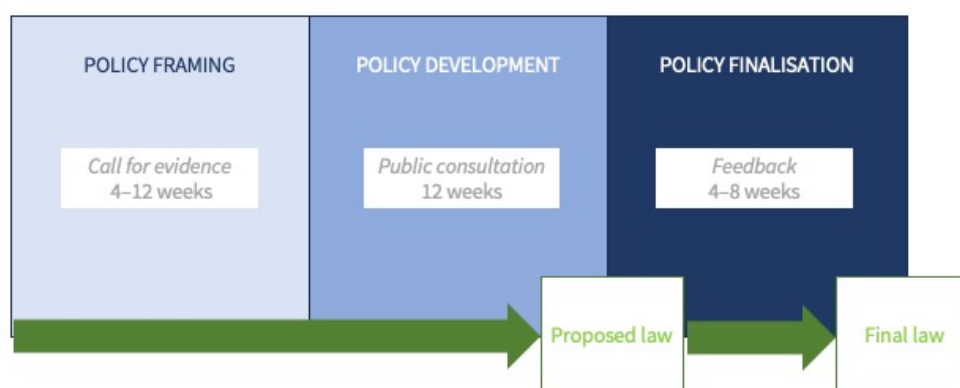 POLICY FRAMING
Call for evidence
4–12 weeks
POLICY DEVELOPMENT
Public consultation
12 weeks
POLICY FINALISATION
Feedback
4–8 weeks
Proposed law
Final law